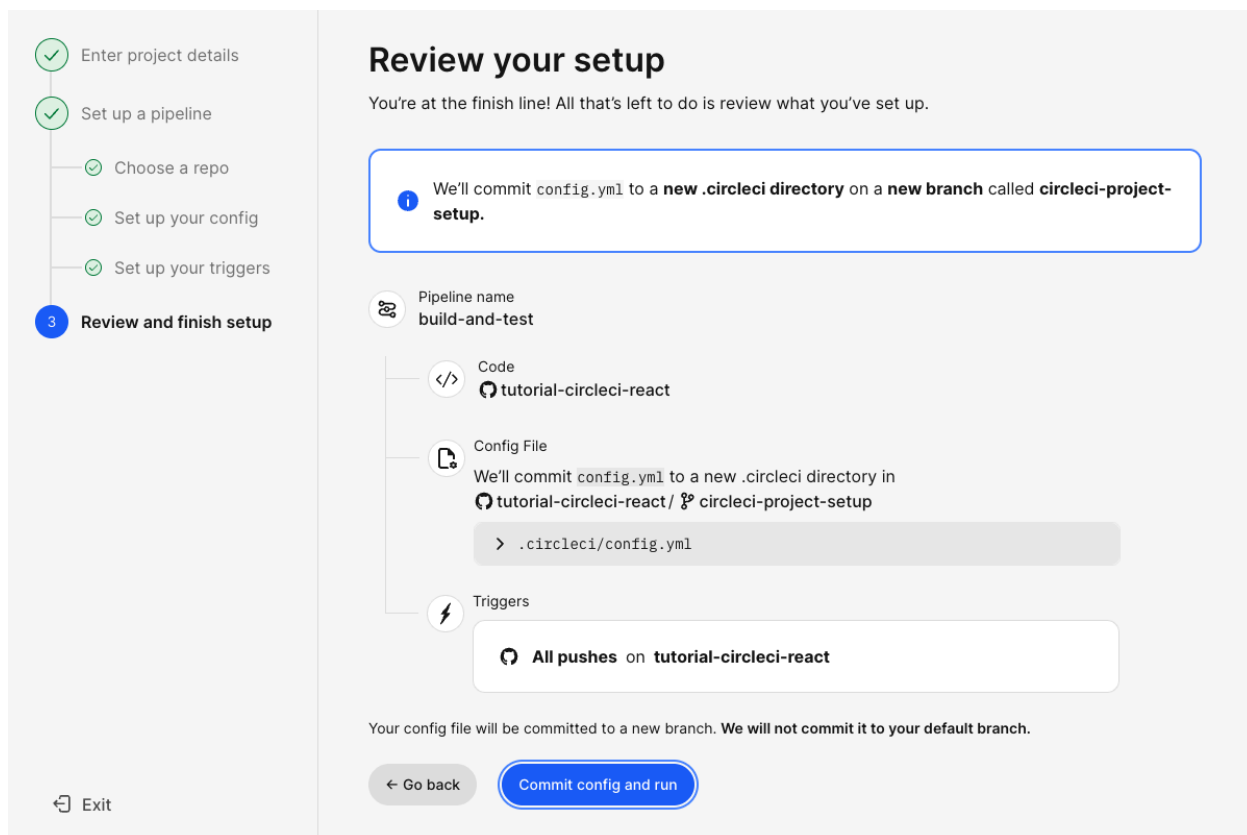 Enter project details
Set up a pipeline
Choose a repo
Set up your config
Set up your triggers
3
Review and finish setup
Exit
Review your setup
You’re at the finish line! All that’s left to do is review what you’ve set up.
We’ll commit config.yml to a new .circleci directory on a new branch called circleci-project-
setup.
Pipeline name
build-and-test
Code
tutorial-circleci-react
Config File
We’ll commit config.yml to a new .circleci directory in
tutorial-circleci-react/ circleci-project-setup
.circleci/config.yml
Triggers
All pushes on tutorial-circleci-react
Your config file will be committed to a new branch. We will not commit it to your default branch.
← Go back
Commit config and run